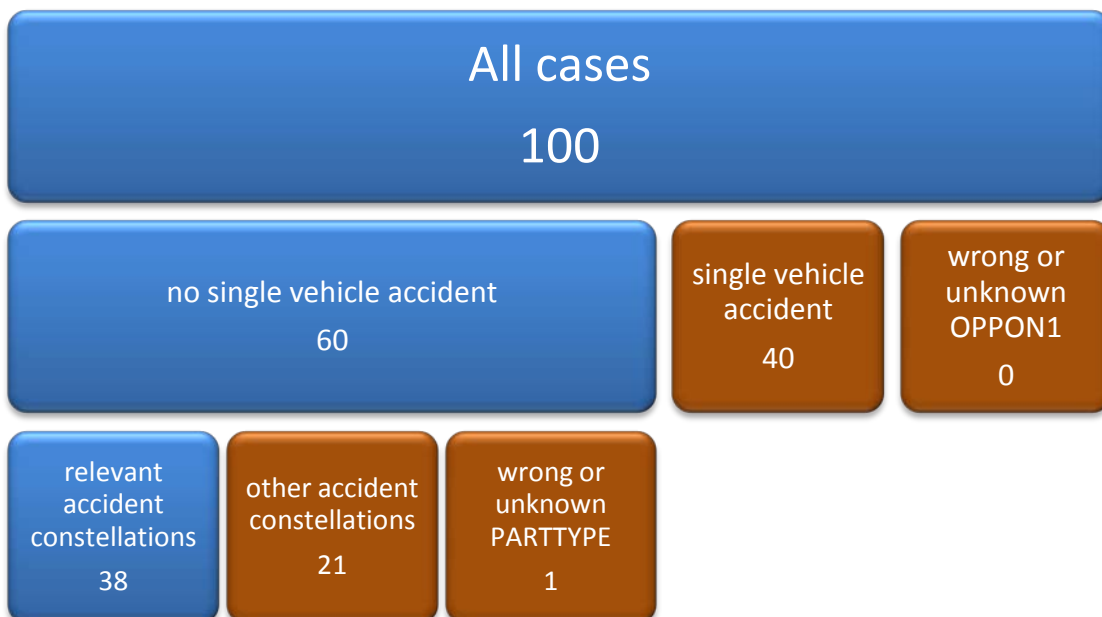 All cases
100
no single vehicle accident
60
single vehicle
accident
40
wrong or
unknown
OPPON1
0
relevant
accident
constellations
38
other accident
constellations
21
wrong or
unknown
PARTTYPE
1